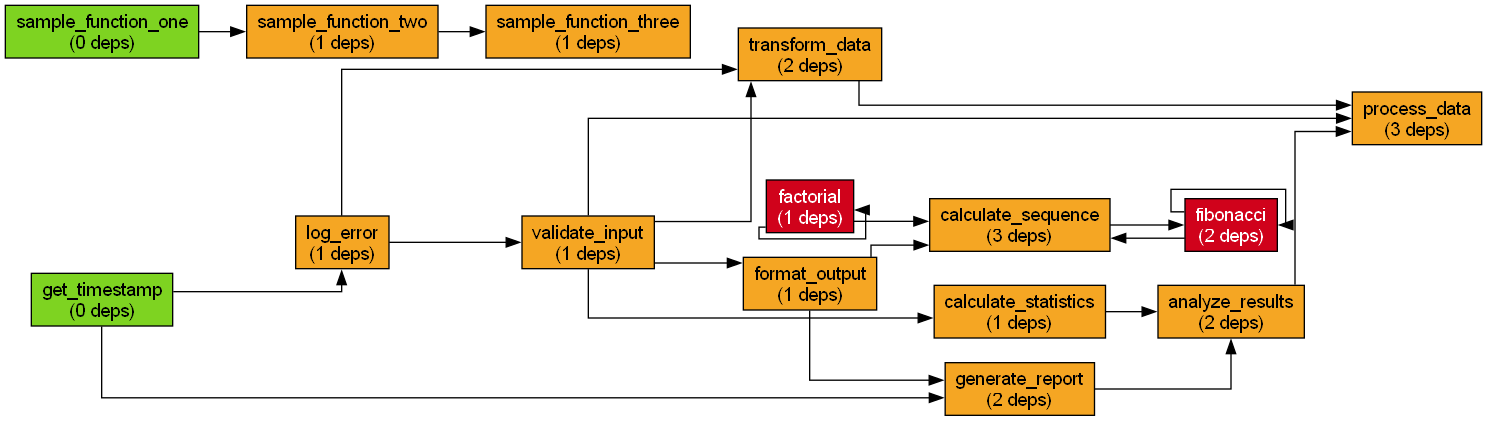 sample_function_one
(0 deps)
sample_function_two
(1 deps)
sample_function_three
(1 deps)
transform_data
(2 deps)
process_data
(3 deps)
factorial
(1 deps)
calculate_sequence
(3 deps)
fibonacci
(2 deps)
log_error
(1 deps)
validate_input
(1 deps)
format_output
(1 deps)
get_timestamp
(0 deps)
calculate_statistics
(1 deps)
analyze_results
(2 deps)
generate_report
(2 deps)